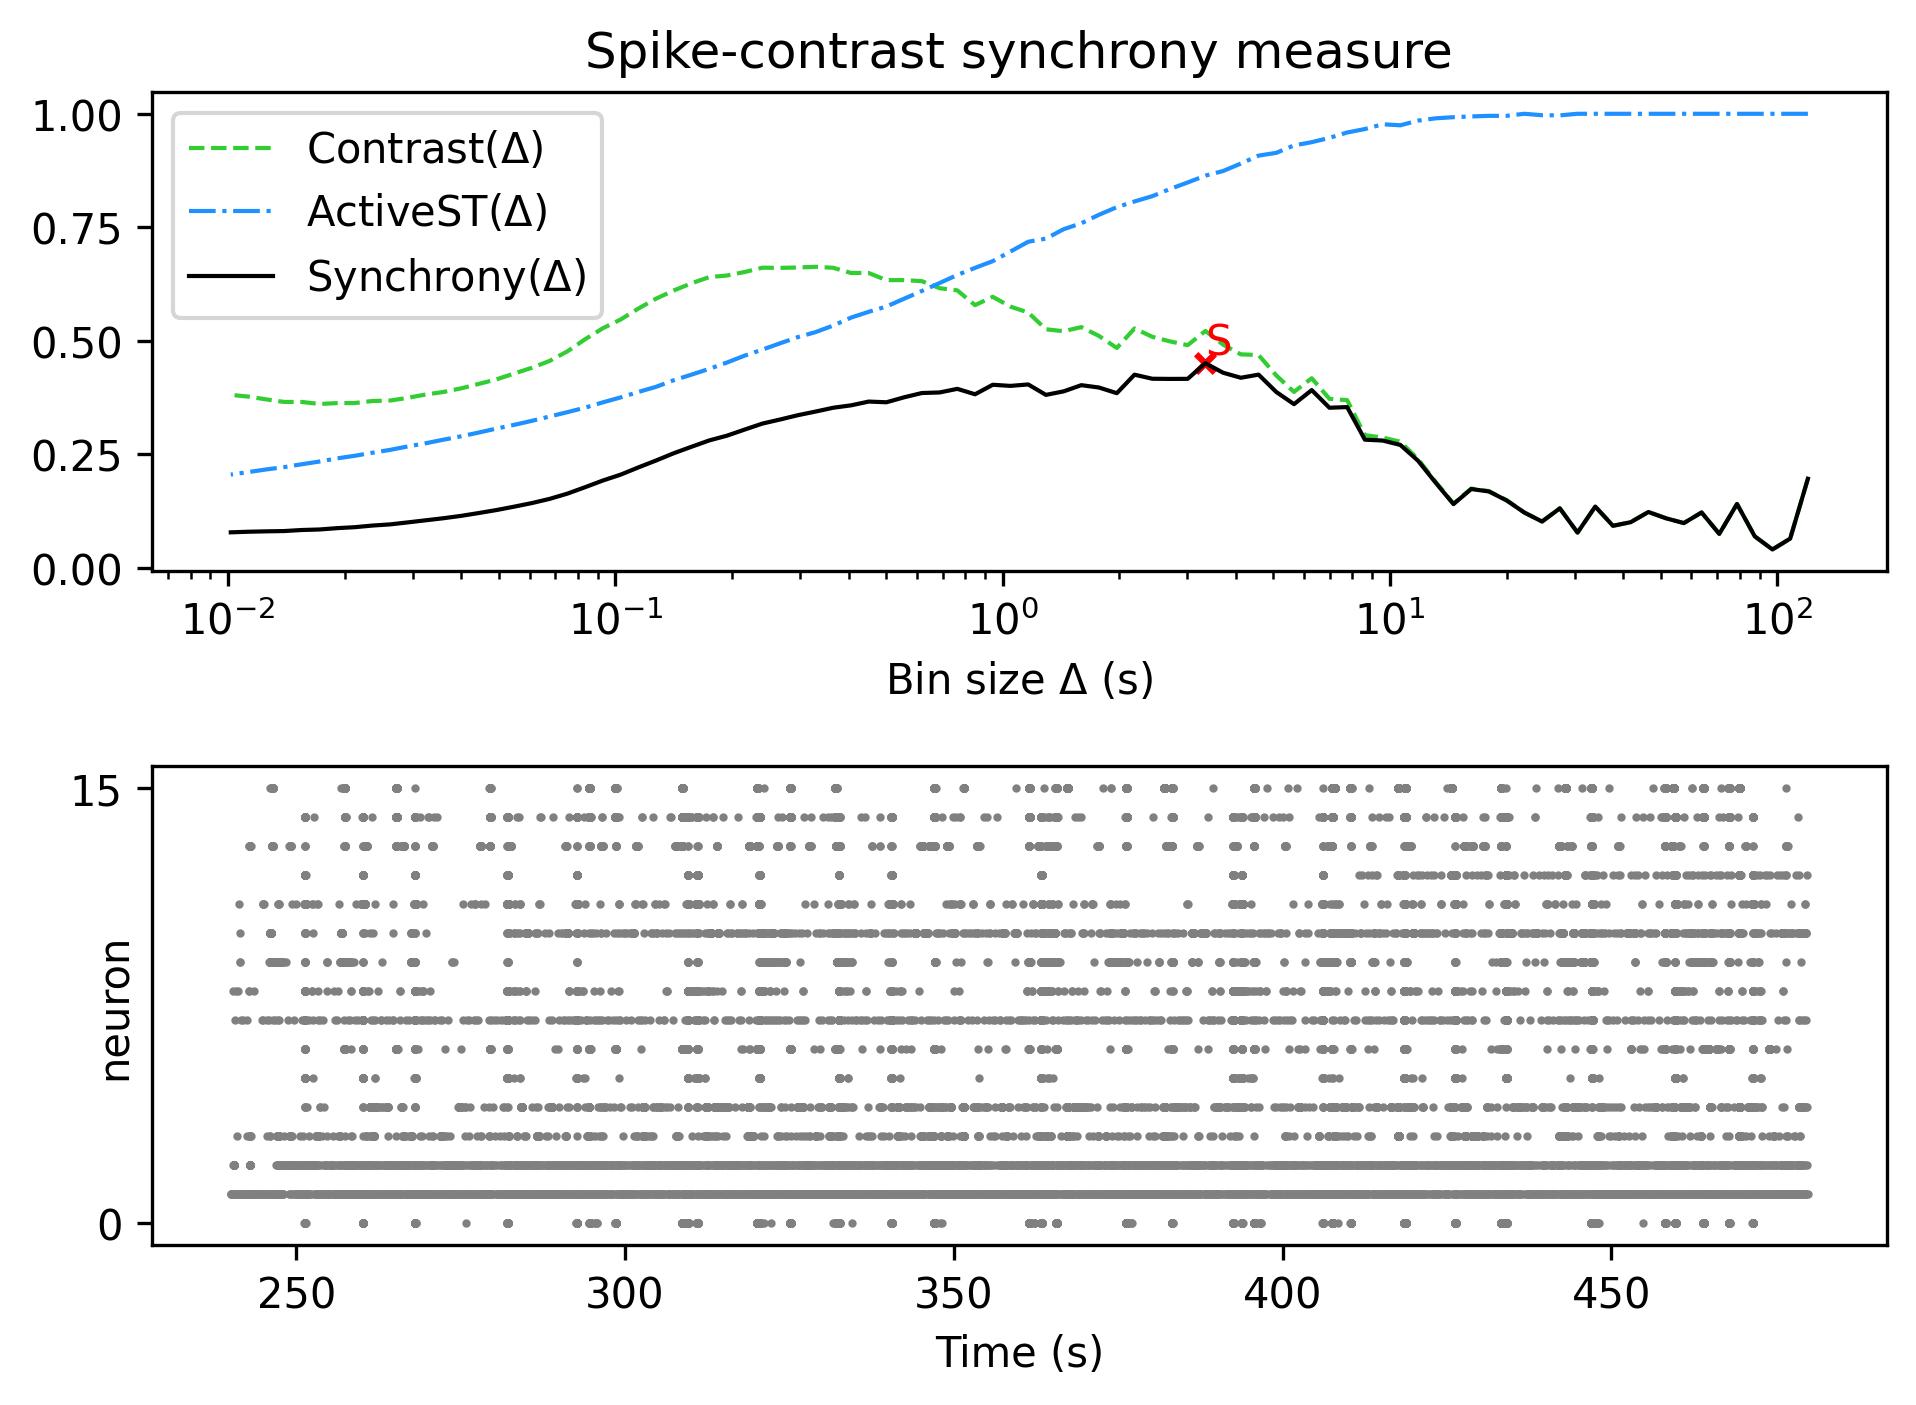 Spike-contrast synchrony measure
1.00
0.75
0.50
0.25
0.00
Contrast(Δ)
ActiveST(Δ)
Synchrony(Δ)
S
10⁻² 10⁻¹ 10⁰ 10¹ 10²
Bin size Δ (s)
15
0
neuron
250 300 350 400 450
Time (s)